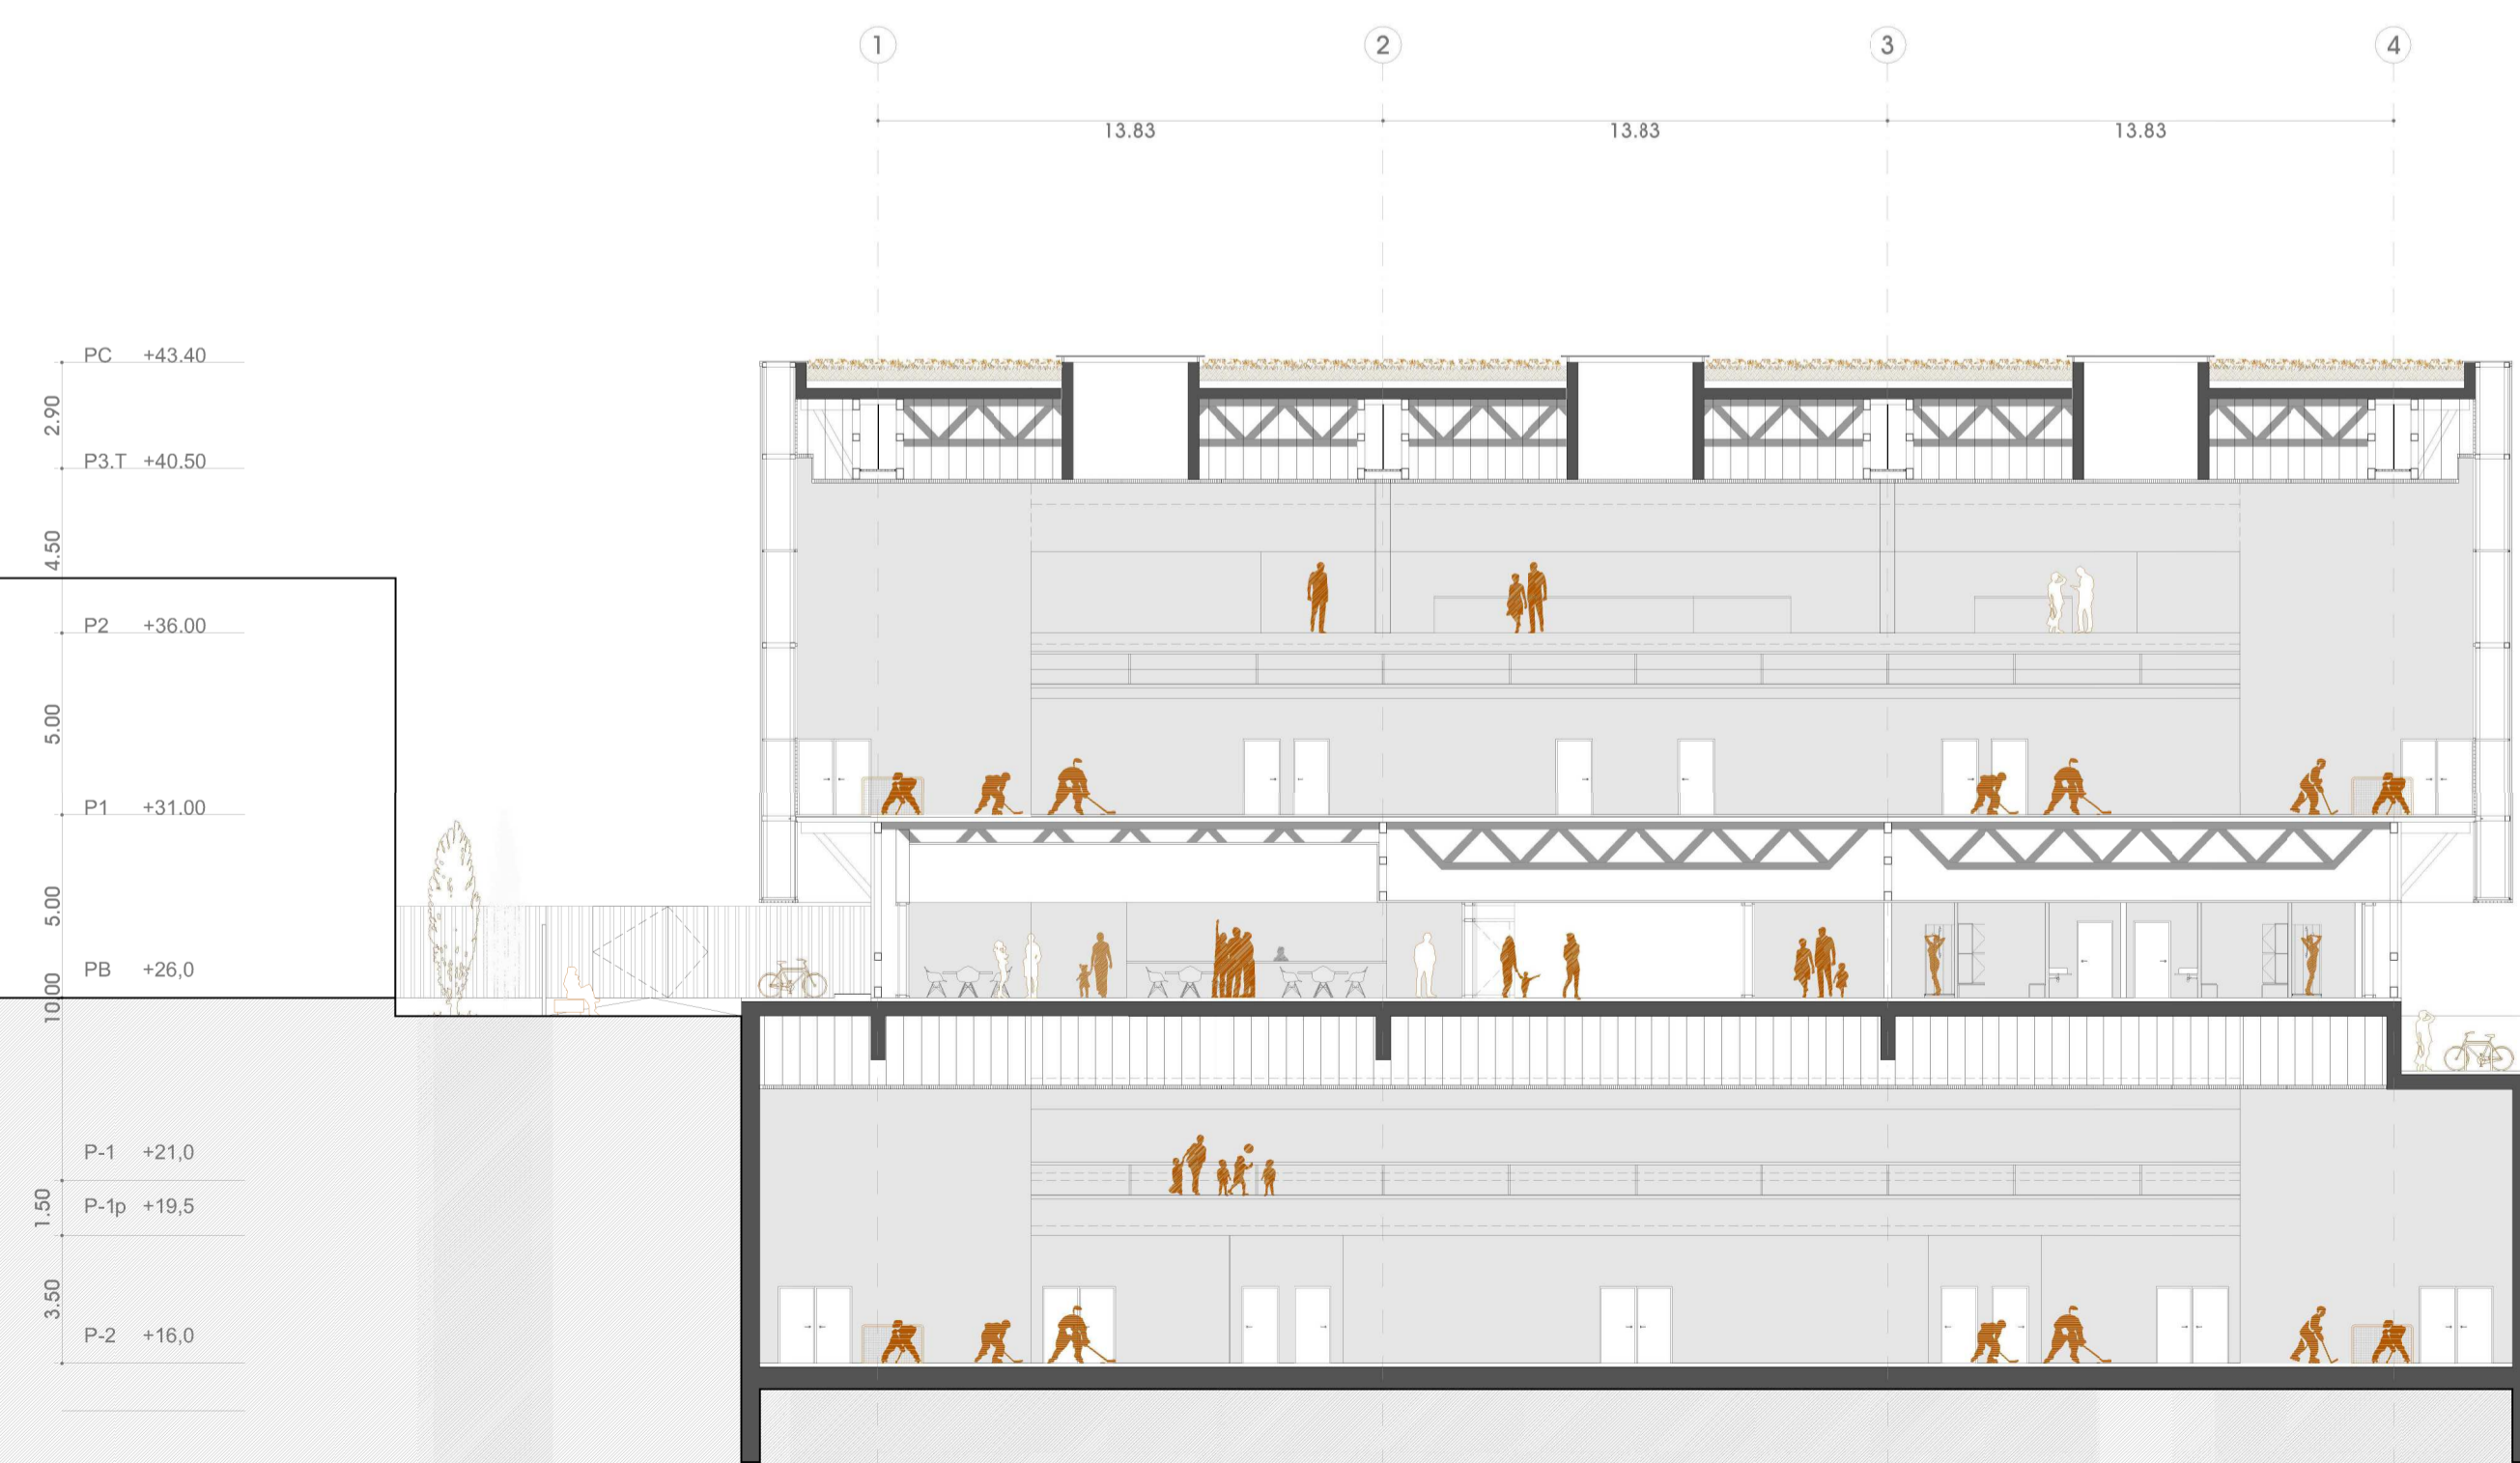 1 2 3 4
13.83 13.83 13.83
PC +43.40
2.90
P3.T +40.50
4.50
P2 +36.00
5.00
P1 +31.00
5.00
PB +26,0
10.00
P-1 +21,0
1.50
P-1p +19,5
3.50
P-2 +16,0